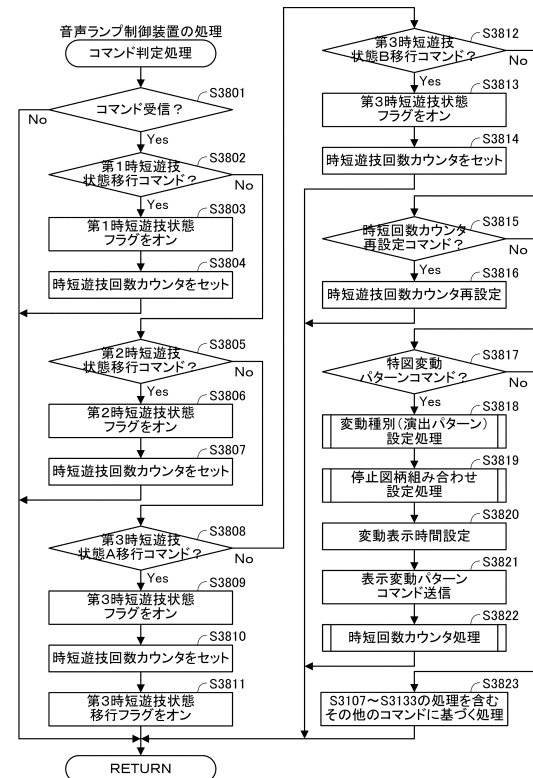 音声ランプ制御装置の処理
コマンド判定処理
S3801
コマンド受信？
No
Yes
S3802
第1時短遊技
状態移行コマンド？
No
Yes
S3803
第1時短遊技状態
フラグをオン
S3804
時短遊技回数カウンタをセット
S3805
第2時短遊技
状態移行コマンド？
No
Yes
S3806
第2時短遊技状態
フラグをオン
S3807
時短遊技回数カウンタをセット
S3808
第3時短遊技
状態A移行コマンド？
No
Yes
S3809
第3時短遊技状態
フラグをオン
S3810
時短遊技回数カウンタをセット
S3811
第3時短遊技状態
移行フラグをオン
RETURN
S3812
第3時短遊技
状態B移行コマンド？
No
Yes
S3813
第3時短遊技状態
フラグをオン
S3814
時短遊技回数カウンタをセット
S3815
時短回数カウンタ
再設定コマンド？
No
Yes
S3816
時短遊技回数カウンタ再設定
S3817
特図変動
パターンコマンド？
No
Yes
S3818
変動種別（演出パターン）
設定処理
S3819
停止図柄組み合わせ
設定処理
S3820
変動表示時間設定
S3821
表示変動パターン
コマンド送信
S3822
時短回数カウンタ処理
S3823
S3107～S3133の処理を含む
その他のコマンドに基づく処理